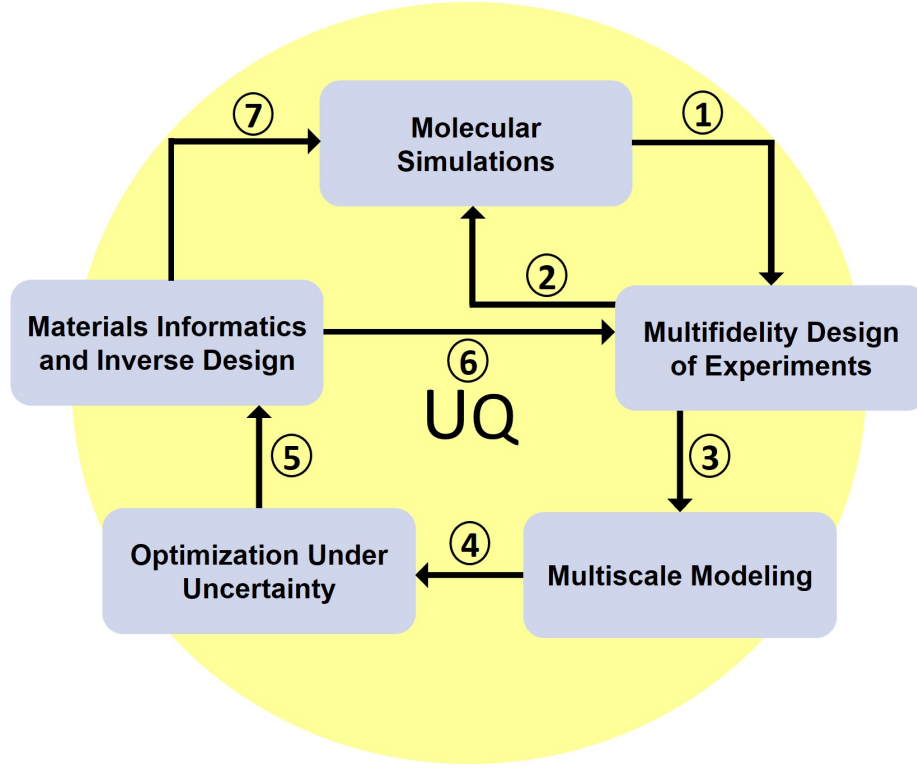 ⑦
①
Molecular
Simulations
②
Materials Informatics
and Inverse Design
Multifidelity Design
of Experiments
⑥
UQ
⑤
③
④
Optimization Under
Uncertainty
Multiscale Modeling